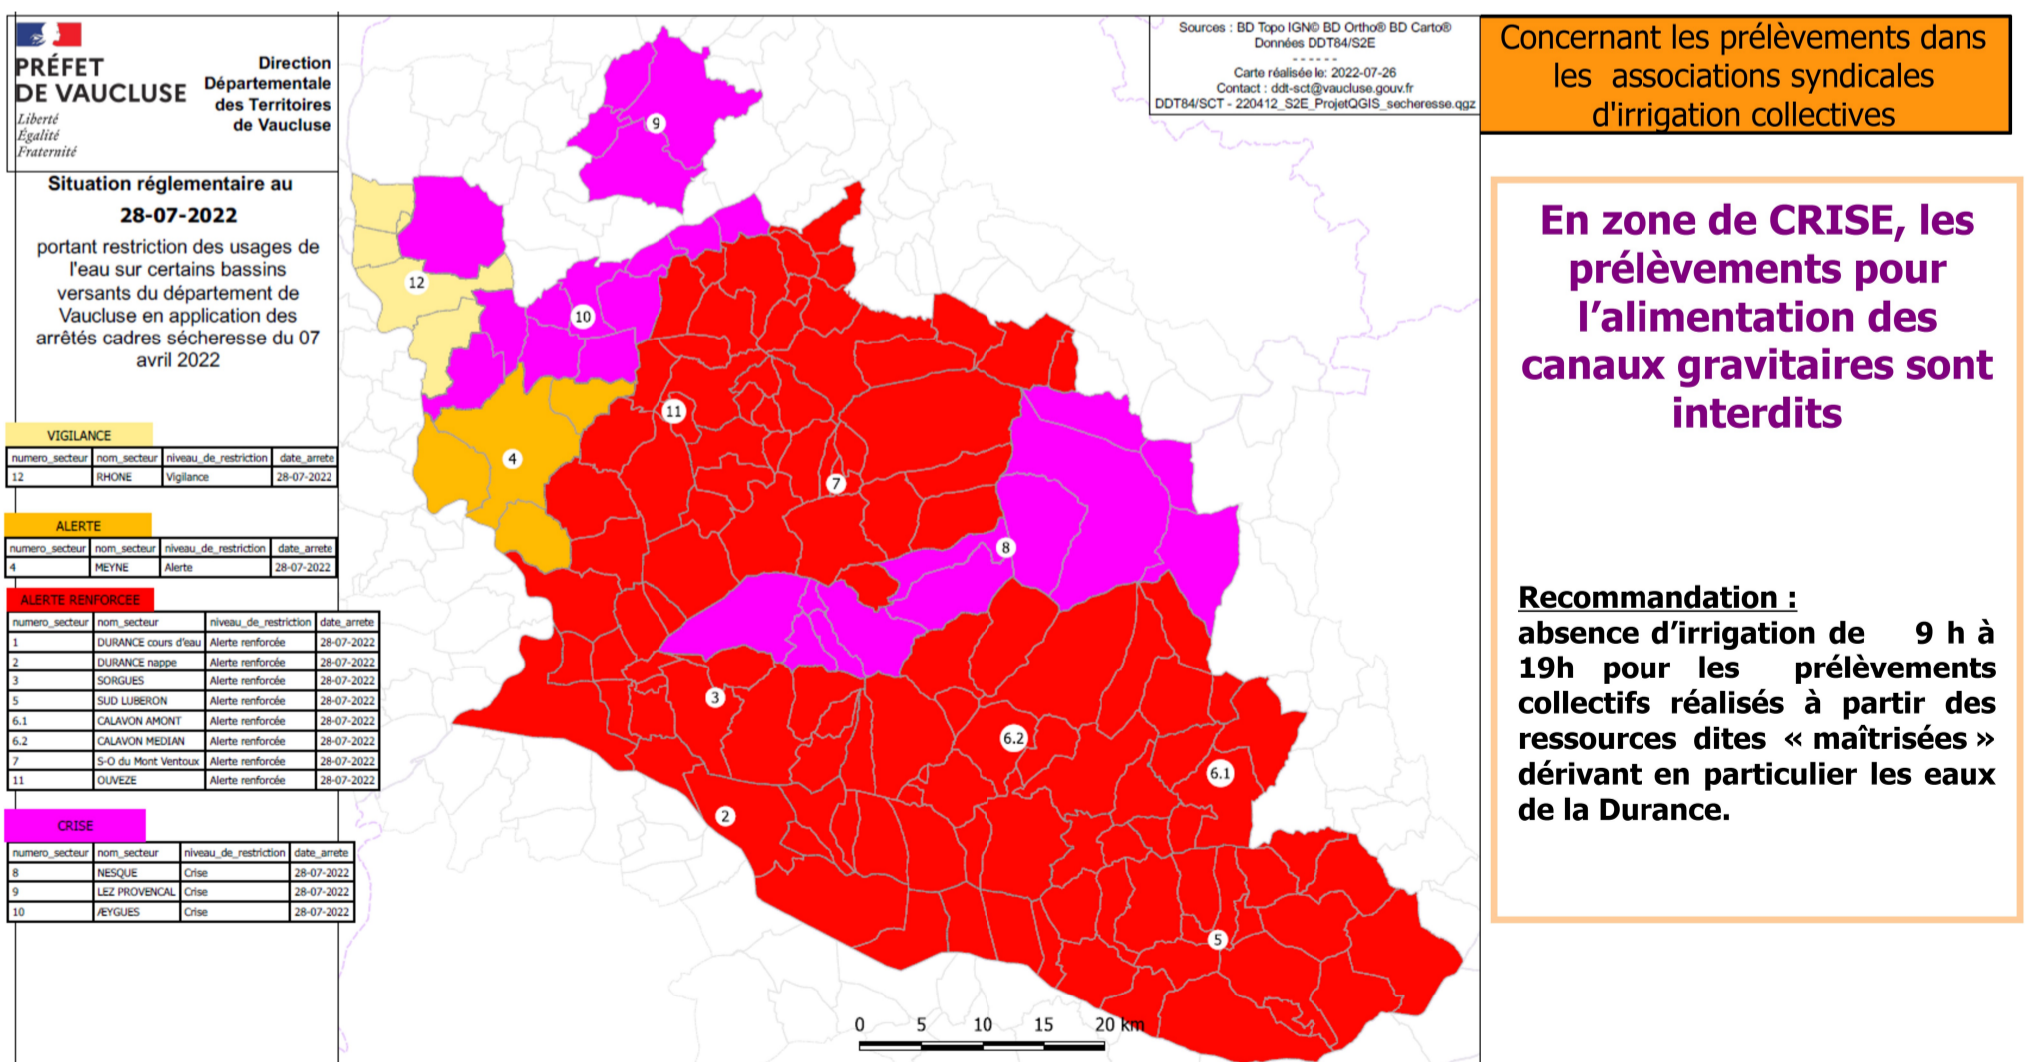 PRÉFET
DE VAUCLUSE
Liberté
Égalité
Fraternité
Direction
Départementale
des Territoires
de Vaucluse
Situation réglementaire au
28-07-2022
portant restriction des usages de
l'eau sur certains bassins
versants du département de
Vaucluse en application des
arrêtés cadres sécheresse du 07
avril 2022
VIGILANCE
numero_secteur nom_secteur niveau_de_restriction date_arrete
12 RHONE Vigilance 28-07-2022
ALERTE
numero_secteur nom_secteur niveau_de_restriction date_arrete
4 MEYNE Alerte 28-07-2022
ALERTE RENFORCEE
numero_secteur nom_secteur niveau_de_restriction date_arrete
1 DURANCE cours d'eau Alerte renforcée 28-07-2022
2 DURANCE nappe Alerte renforcée 28-07-2022
3 SORGUES Alerte renforcée 28-07-2022
5 SUD LUBERON Alerte renforcée 28-07-2022
6.1 CALAVON AMONT Alerte renforcée 28-07-2022
6.2 CALAVON MEDIAN Alerte renforcée 28-07-2022
7 S-O du Mont Ventoux Alerte renforcée 28-07-2022
11 OUVEZE Alerte renforcée 28-07-2022
CRISE
numero_secteur nom_secteur niveau_de_restriction date_arrete
8 NESQUE Crise 28-07-2022
9 LEZ PROVENCAL Crise 28-07-2022
10 ÆYGUES Crise 28-07-2022
Sources : BD Topo IGN© BD Ortho® BD Carto®
Données DDT84/S2E
- - - - - -
Carte réalisée le: 2022-07-26
Contact : ddt-sct@vaucluse.gouv.fr
DDT84/SCT - 220412_S2E_ProjetQGIS_secheresse.qgz
9
12
10
11
4
7
8
3
6.2
6.1
2
5
0 5 10 15 20 km
Concernant les prélèvements dans
les associations syndicales
d'irrigation collectives
En zone de CRISE, les
prélèvements pour
l’alimentation des
canaux gravitaires sont
interdits
Recommandation :
absence d’irrigation de 9 h à
19h pour les prélèvements
collectifs réalisés à partir des
ressources dites « maîtrisées »
dérivant en particulier les eaux
de la Durance.